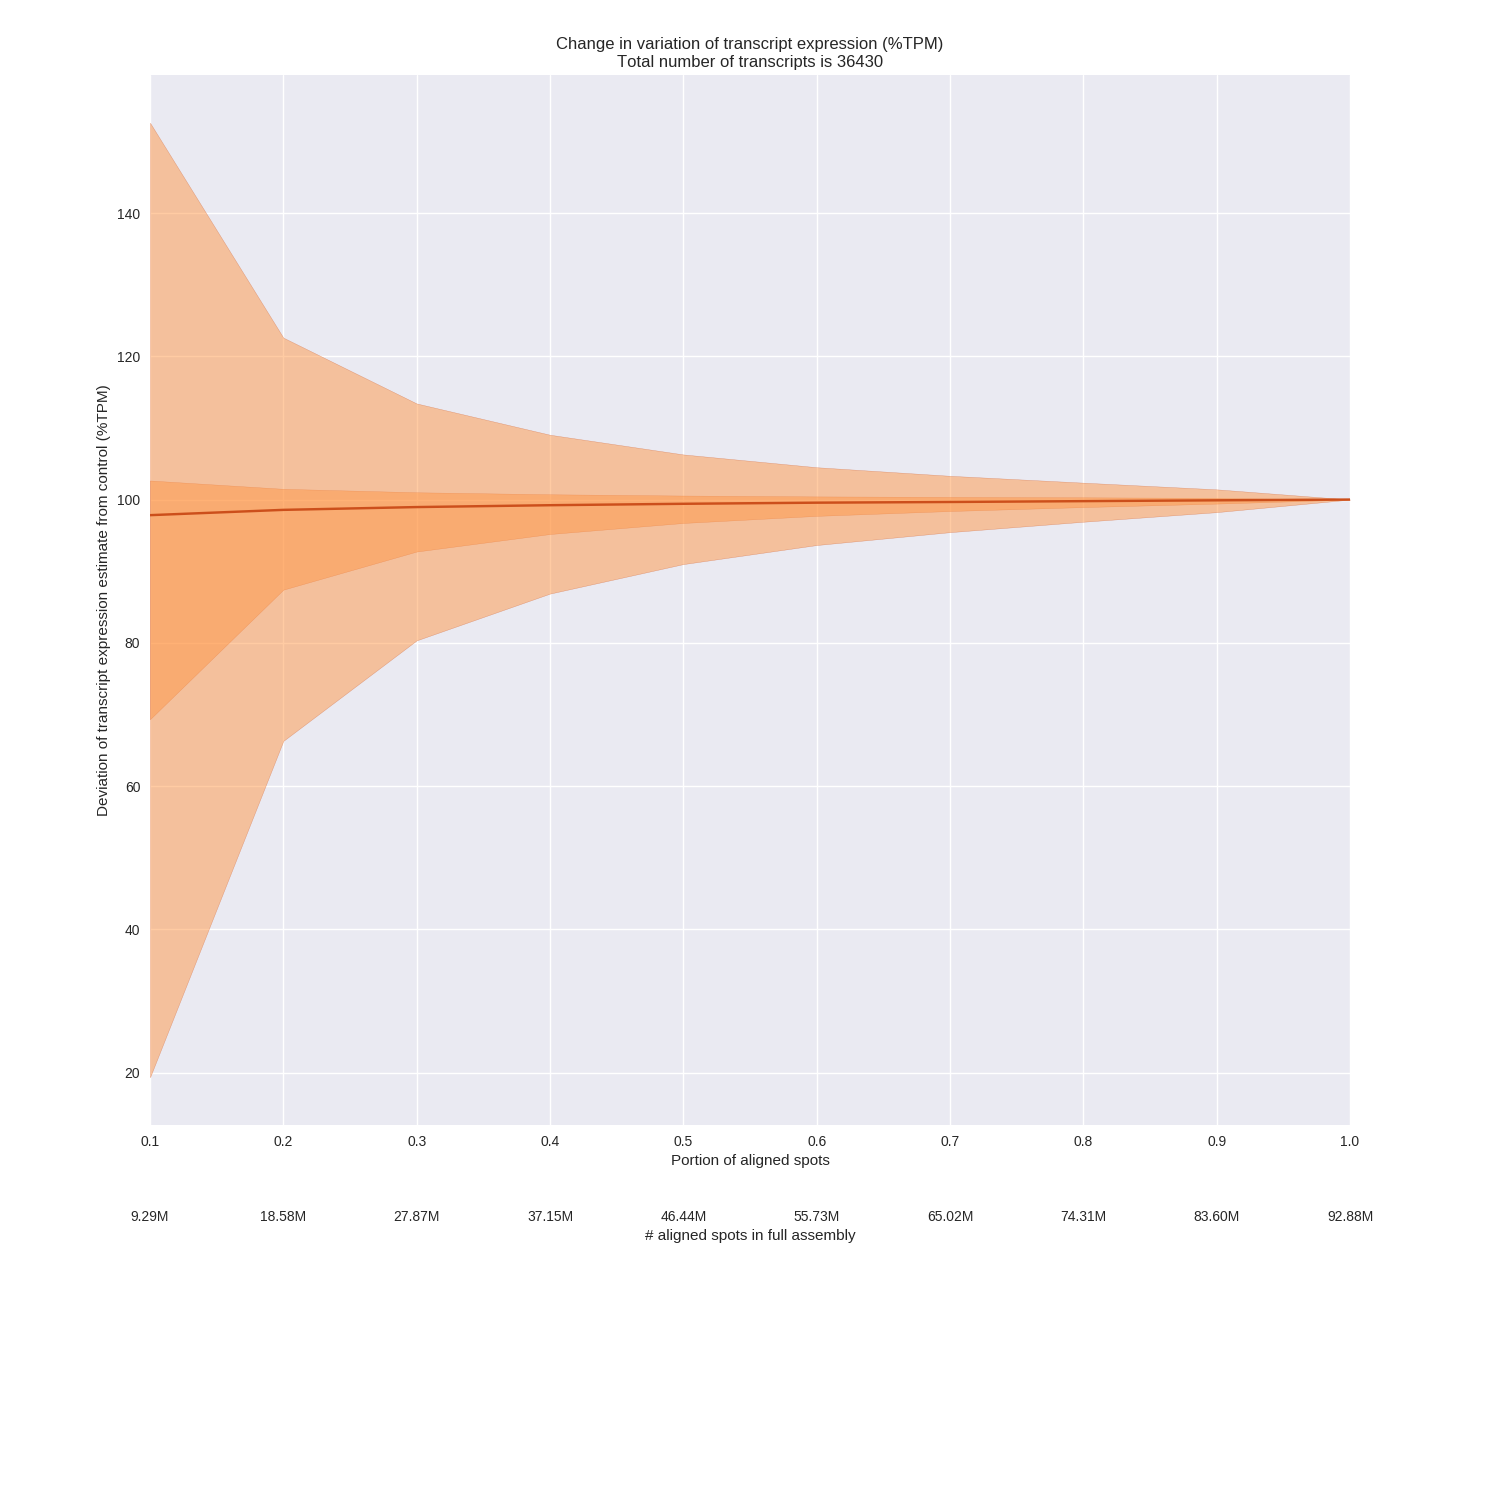 Change in variation of transcript expression (%TPM)
Total number of transcripts is 36430
Deviation of transcript expression estimate from control (%TPM)
140
120
100
80
60
40
20
0.1 0.2 0.3 0.4 0.5 0.6 0.7 0.8 0.9 1.0
Portion of aligned spots
9.29M 18.58M 27.87M 37.15M 46.44M 55.73M 65.02M 74.31M 83.60M 92.88M
# aligned spots in full assembly